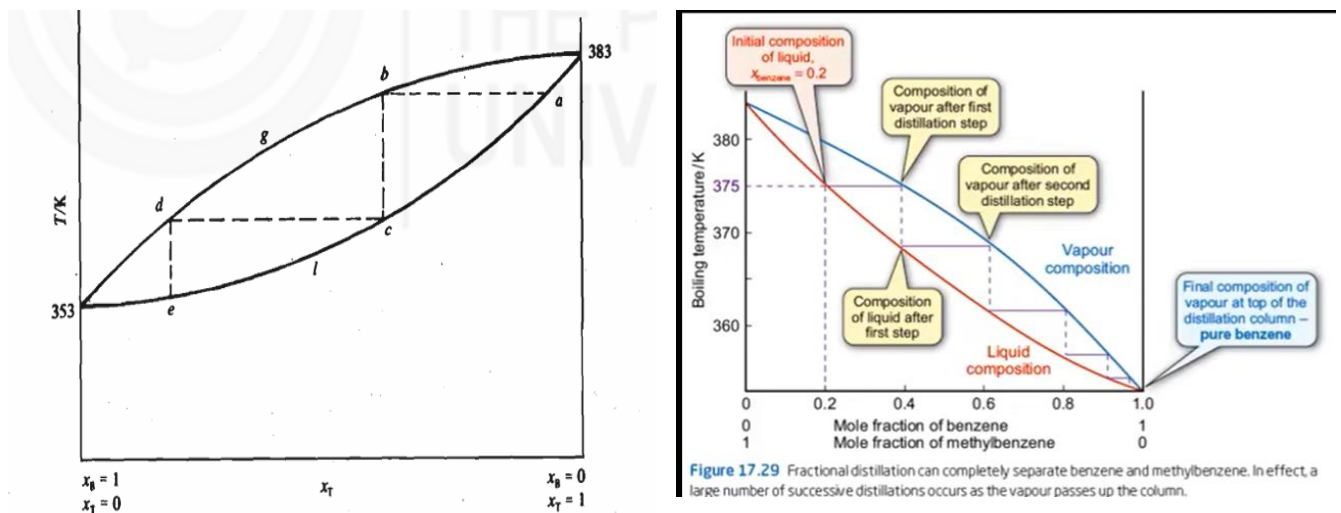 THE P
UNIV
383
b
a
g
d
c
l
e
T/K
353
x_B = 1
x_T = 0
x_T
x_B = 0
x_T = 1
Initial composition
of liquid,
x_benzene = 0.2
Composition of
vapour after first
distillation step
Composition of
vapour after second
distillation step
Vapour
composition
Composition
of liquid after
first step
Liquid
composition
Final composition of
vapour at top of the
distillation column –
pure benzene
Boiling temperature/K
380
375
370
360
0 0.2 0.4 0.6 0.8 1.0
0 Mole fraction of benzene 1
1 Mole fraction of methylbenzene 0
Figure 17.29 Fractional distillation can completely separate benzene and methylbenzene. In effect, a
large number of successive distillations occurs as the vapour passes up the column.